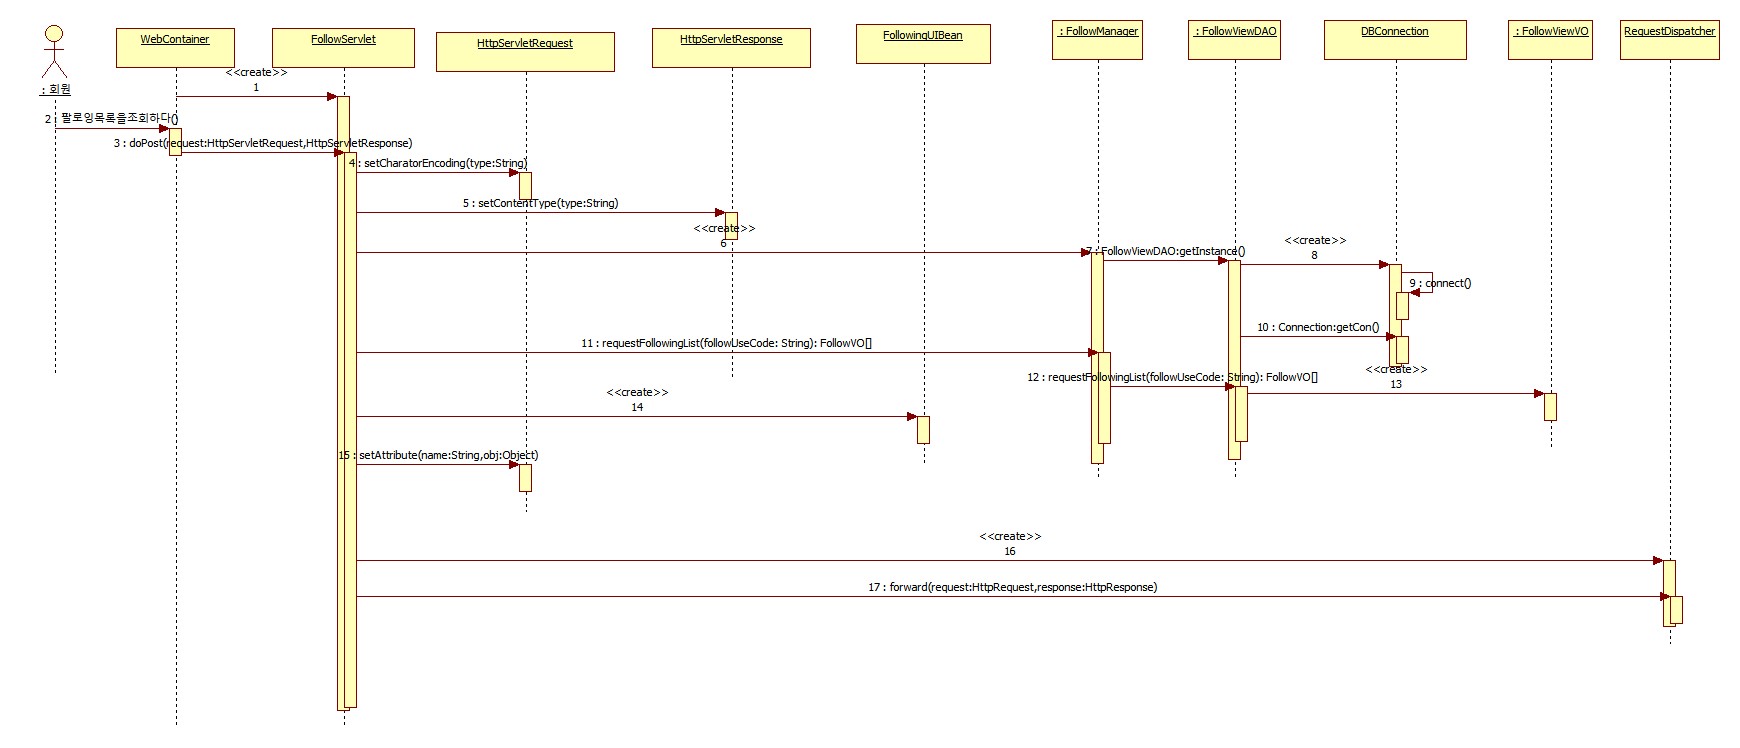 WebContainer
FollowServlet
HttpServletRequest
HttpServletResponse
FollowingUIBean
: FollowManager
: FollowViewDAO
DBConnection
: FollowViewVO
RequestDispatcher
: 회원
<<create>>
1
2 : 팔로잉목록을조회하다()
3 : doPost(request:HttpServletRequest,HttpServletResponse)
4 : setCharatorEncoding(type:String)
5 : setContentType(type:String)
<<create>>
6
7 : FollowViewDAO:getInstance()
<<create>>
8
9 : connect()
10 : Connection:getCon()
11 : requestFollowingList(followUseCode: String): FollowVO[]
12 : requestFollowingList(followUseCode: String): FollowVO[]
<<create>>
13
<<create>>
14
15 : setAttribute(name:String,obj:Object)
<<create>>
16
17 : forward(request:HttpRequest,response:HttpResponse)